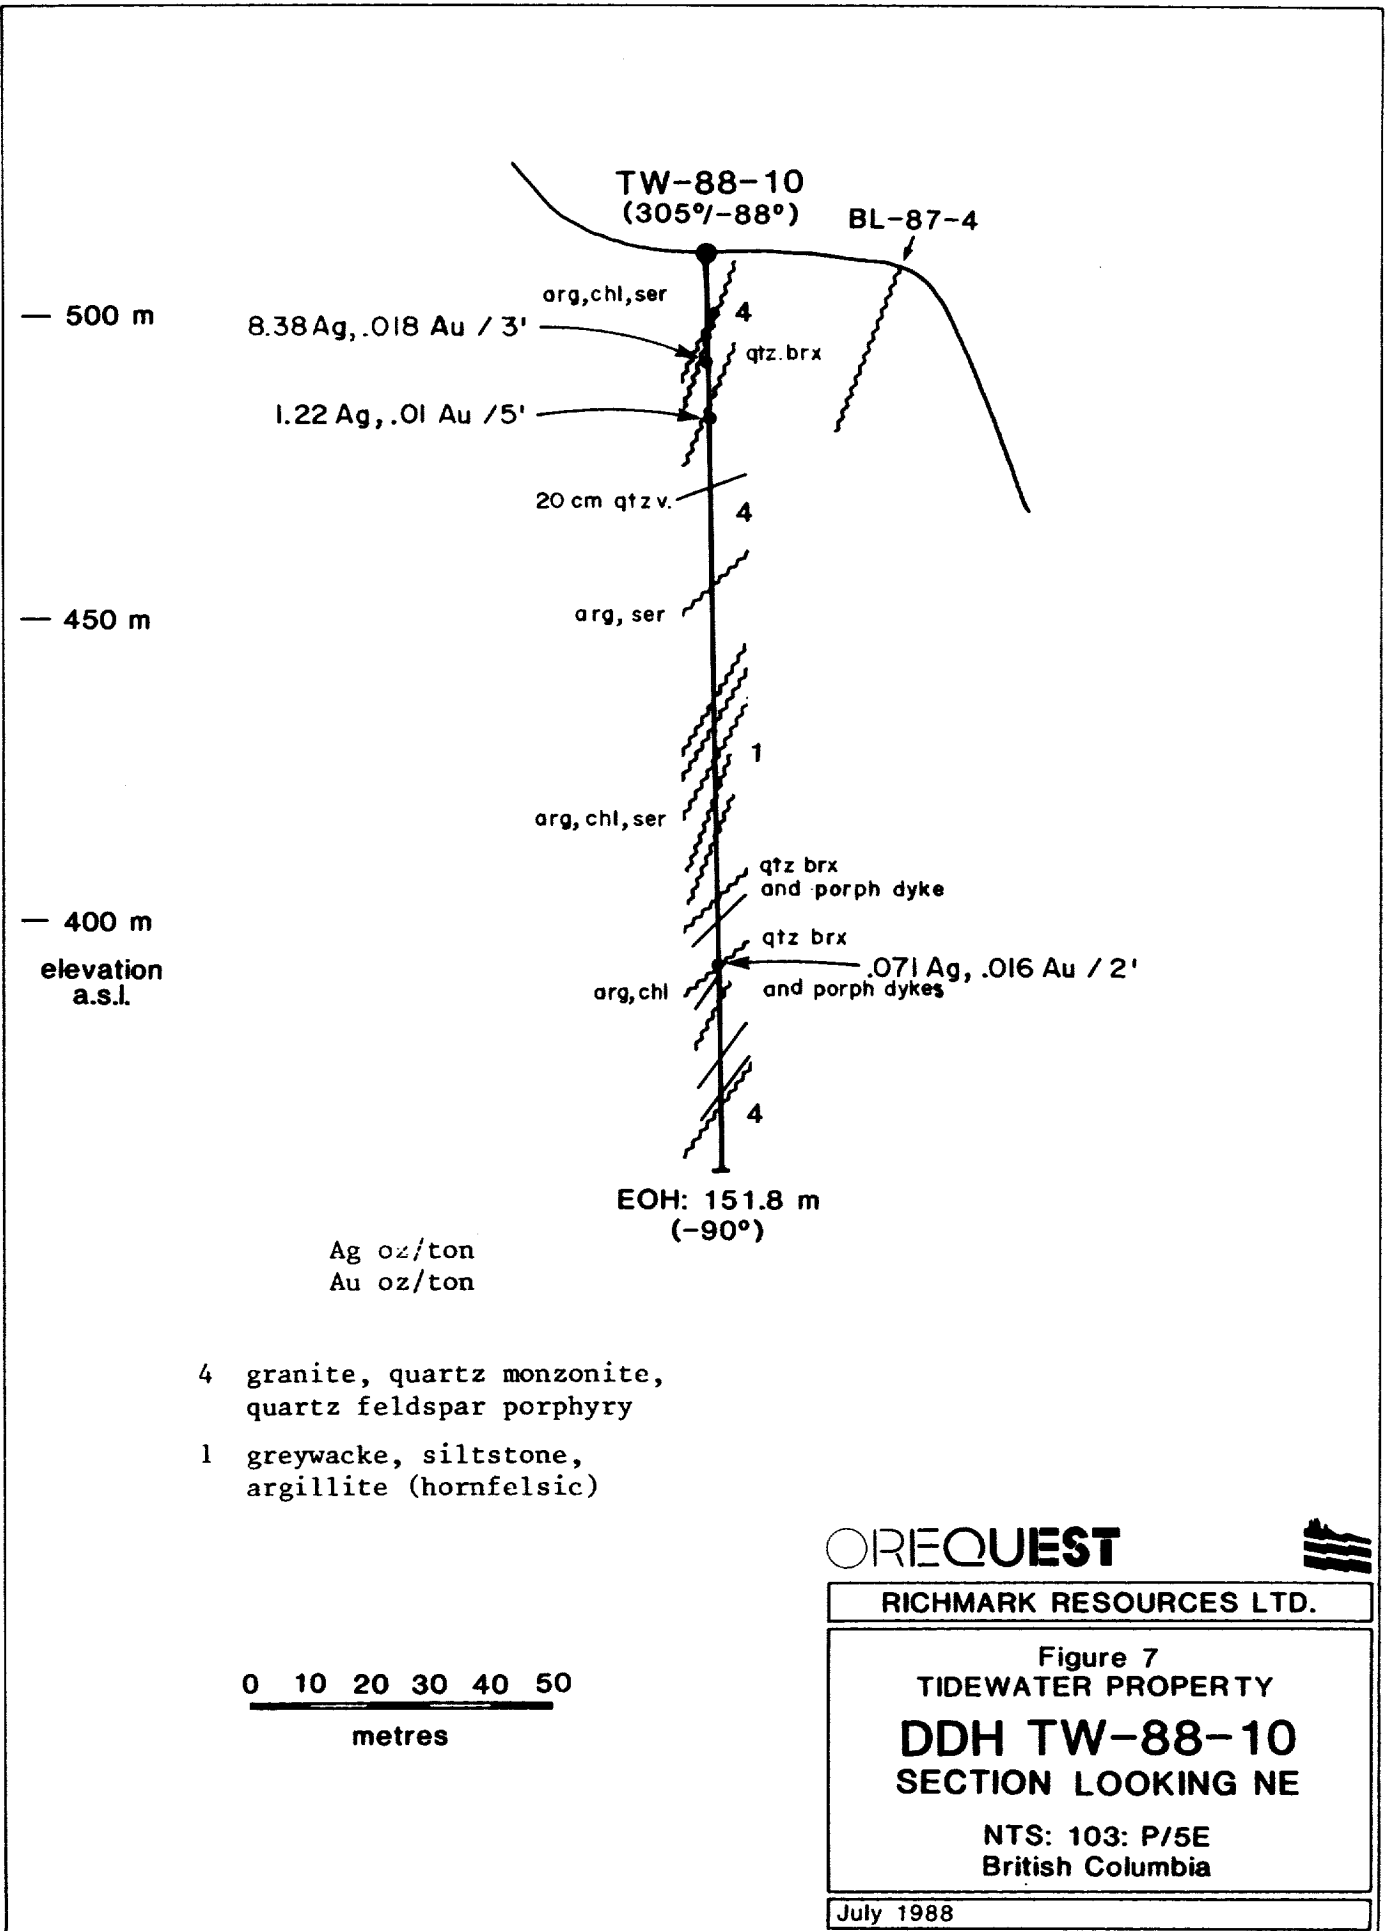 TW-88-10
(305°/-88°)
BL-87-4
arg,chl,ser
— 500 m
4
8.38 Ag, .018 Au / 3'
qtz. brx
1.22 Ag, .01 Au /5'
20 cm qtz v.
4
— 450 m
arg, ser
1
arg, chl, ser
qtz brx
and porph dyke
— 400 m
qtz brx
elevation
a.s.l.
.071 Ag, .016 Au / 2'
arg, chl
and porph dykes
4
EOH: 151.8 m
(-90°)
Ag oz/ton
Au oz/ton
4 granite, quartz monzonite,
quartz feldspar porphyry
1 greywacke, siltstone,
argillite (hornfelsic)
OREQUEST
RICHMARK RESOURCES LTD.
Figure 7
TIDEWATER PROPERTY
DDH TW-88-10
SECTION LOOKING NE
NTS: 103: P/5E
British Columbia
July 1988
0 10 20 30 40 50
metres